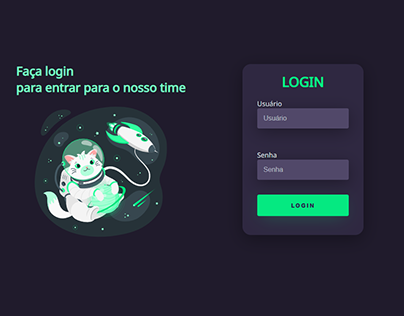 Faça login
para entrar para o nosso time
LOGIN
Usuário
Usuário
Senha
Senha
LOGIN